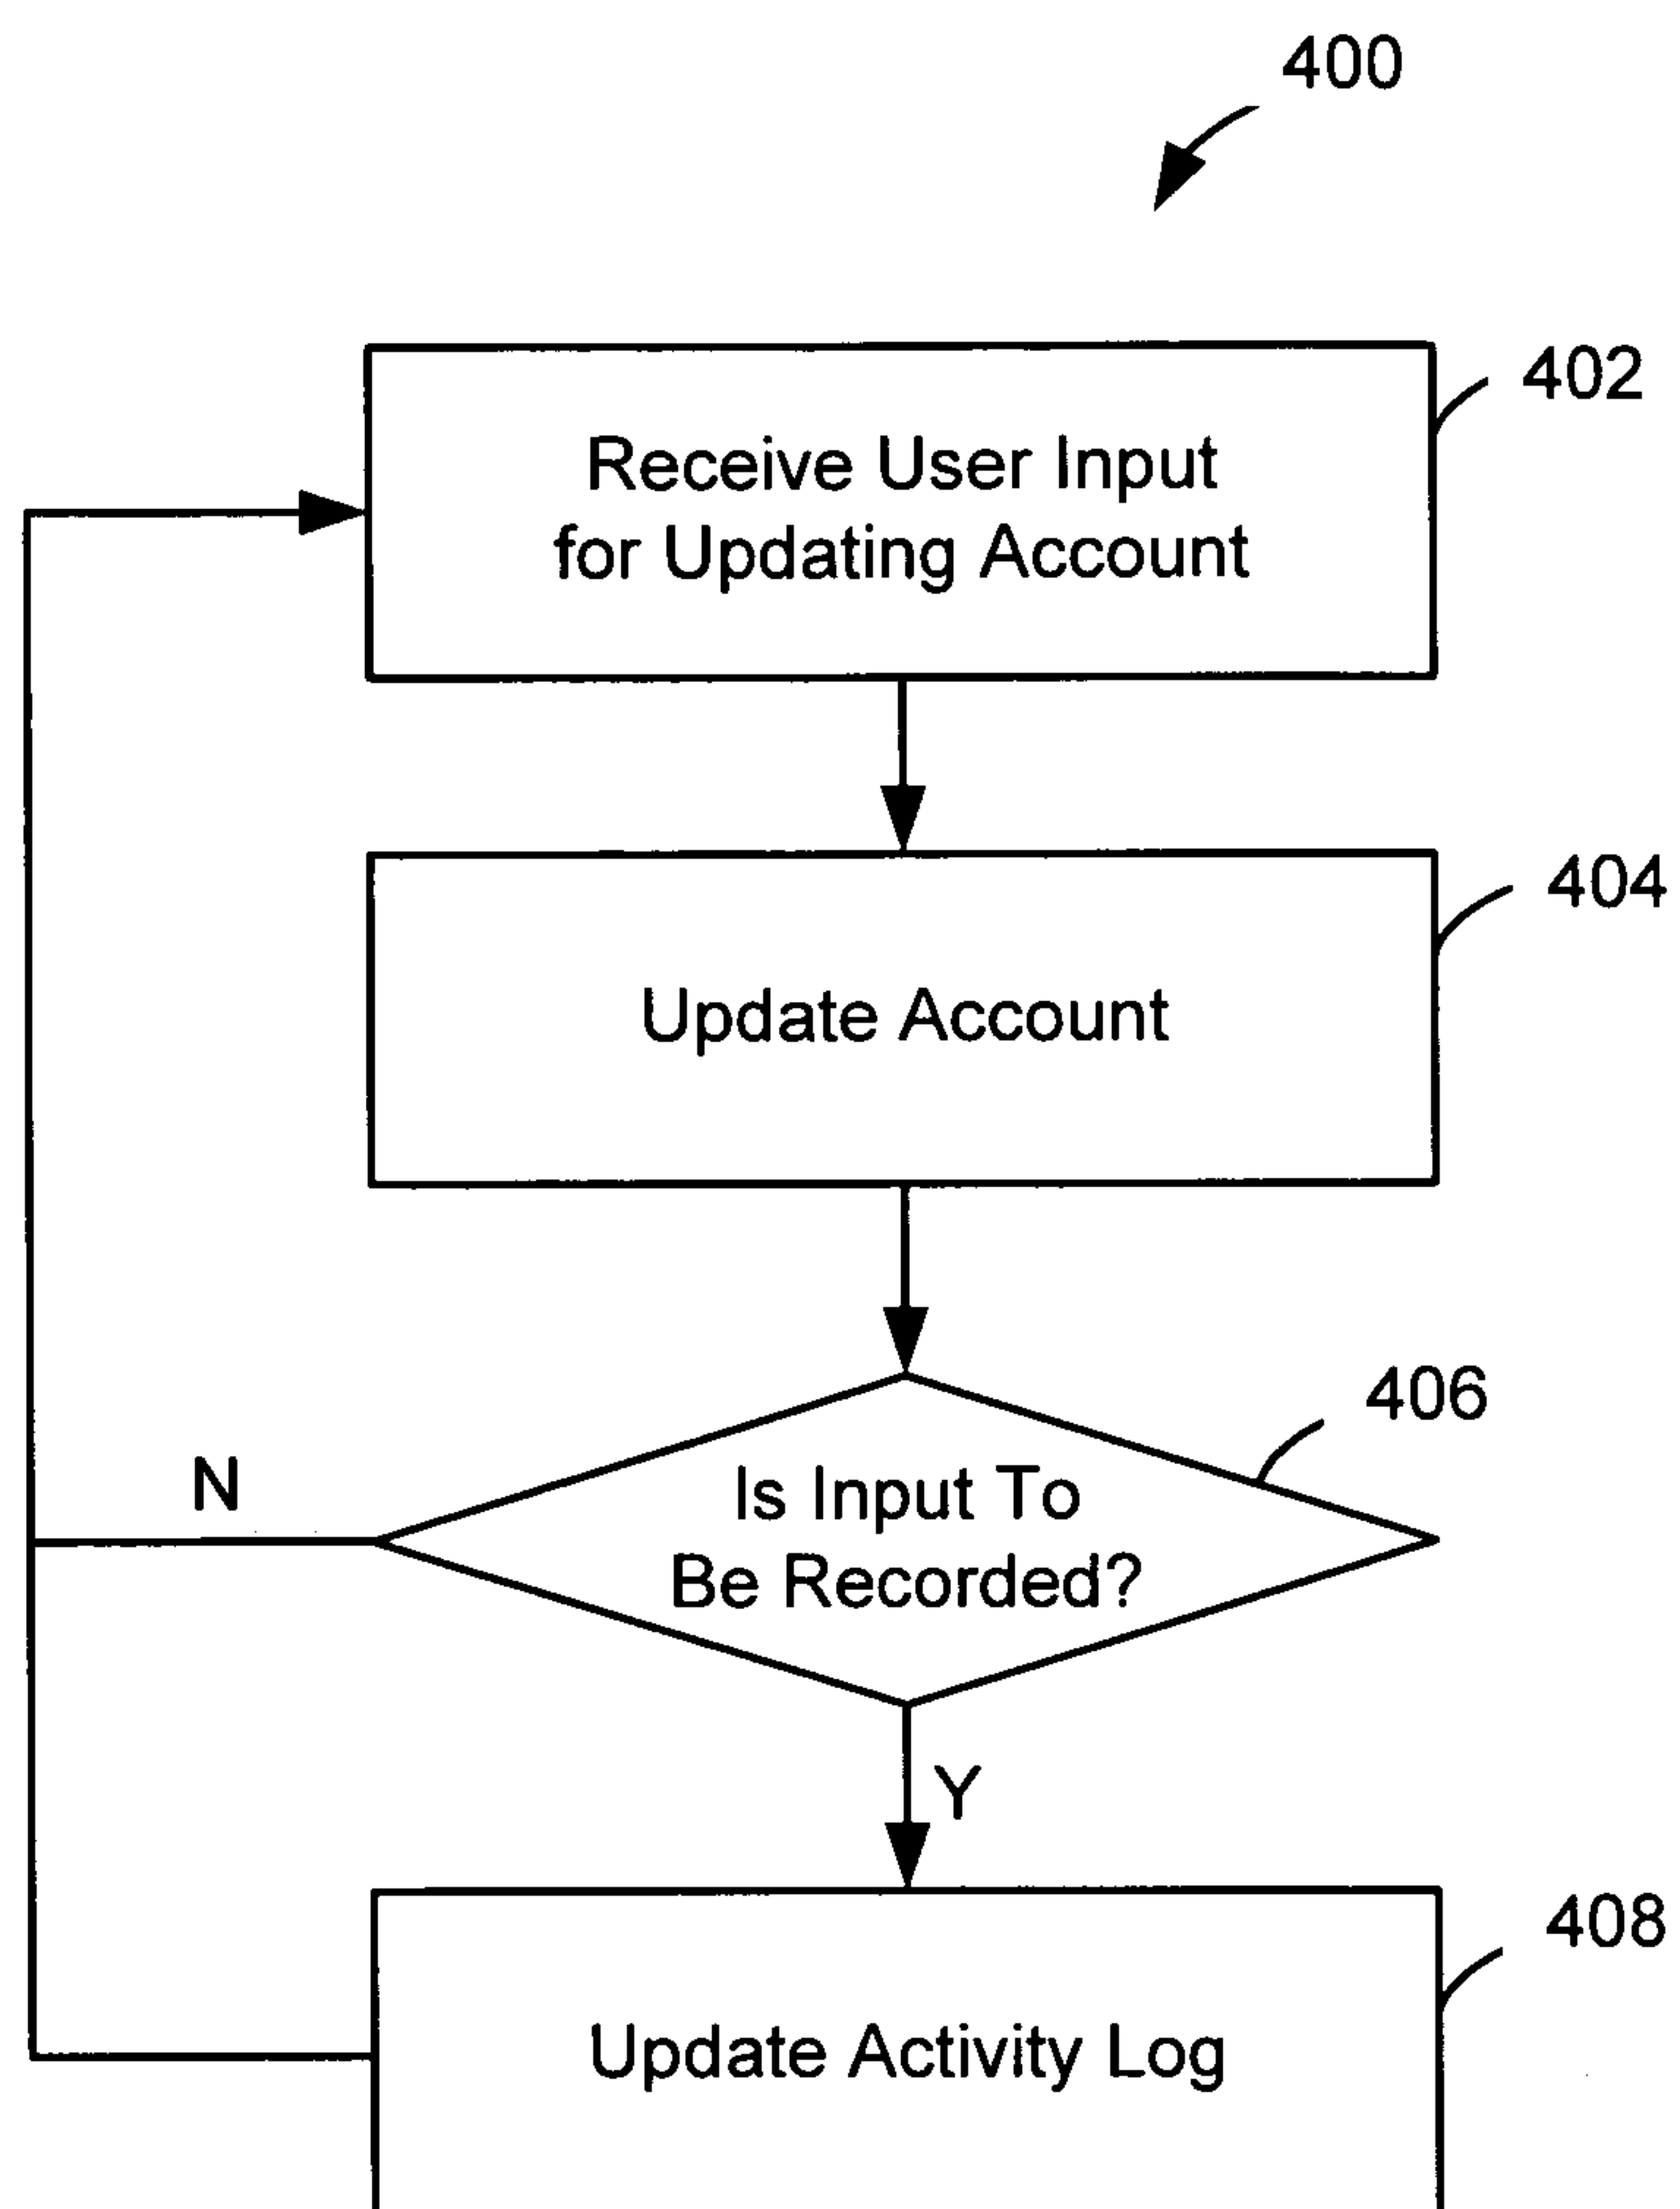 400
402
Receive User Input
for Updating Account
404
Update Account
406
N
Is Input To
Be Recorded?
Y
408
Update Activity Log